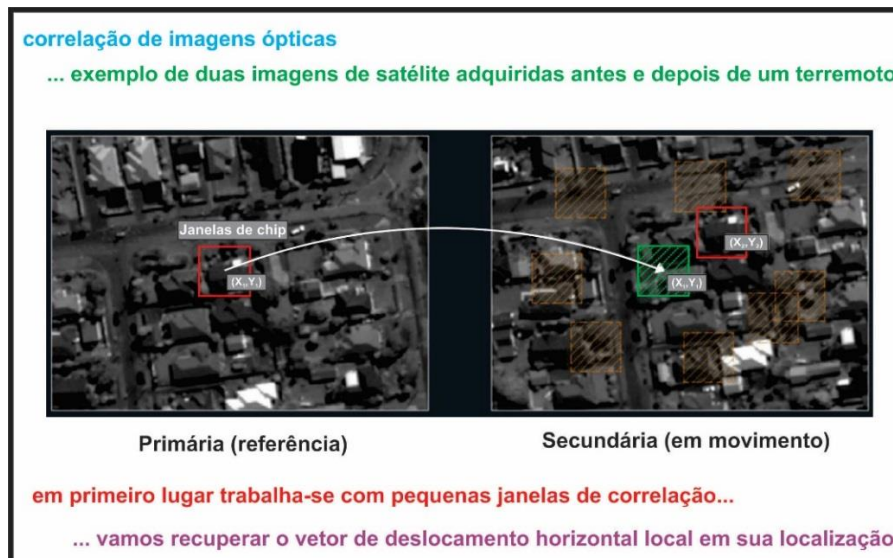 correlação de imagens ópticas
... exemplo de duas imagens de satélite adquiridas antes e depois de um terremoto
Janelas de chip
(X₁,Y₁)
(X₂,Y₂)
(X₁,Y₁)
Primária (referência)
Secundária (em movimento)
em primeiro lugar trabalha-se com pequenas janelas de correlação...
... vamos recuperar o vetor de deslocamento horizontal local em sua localização